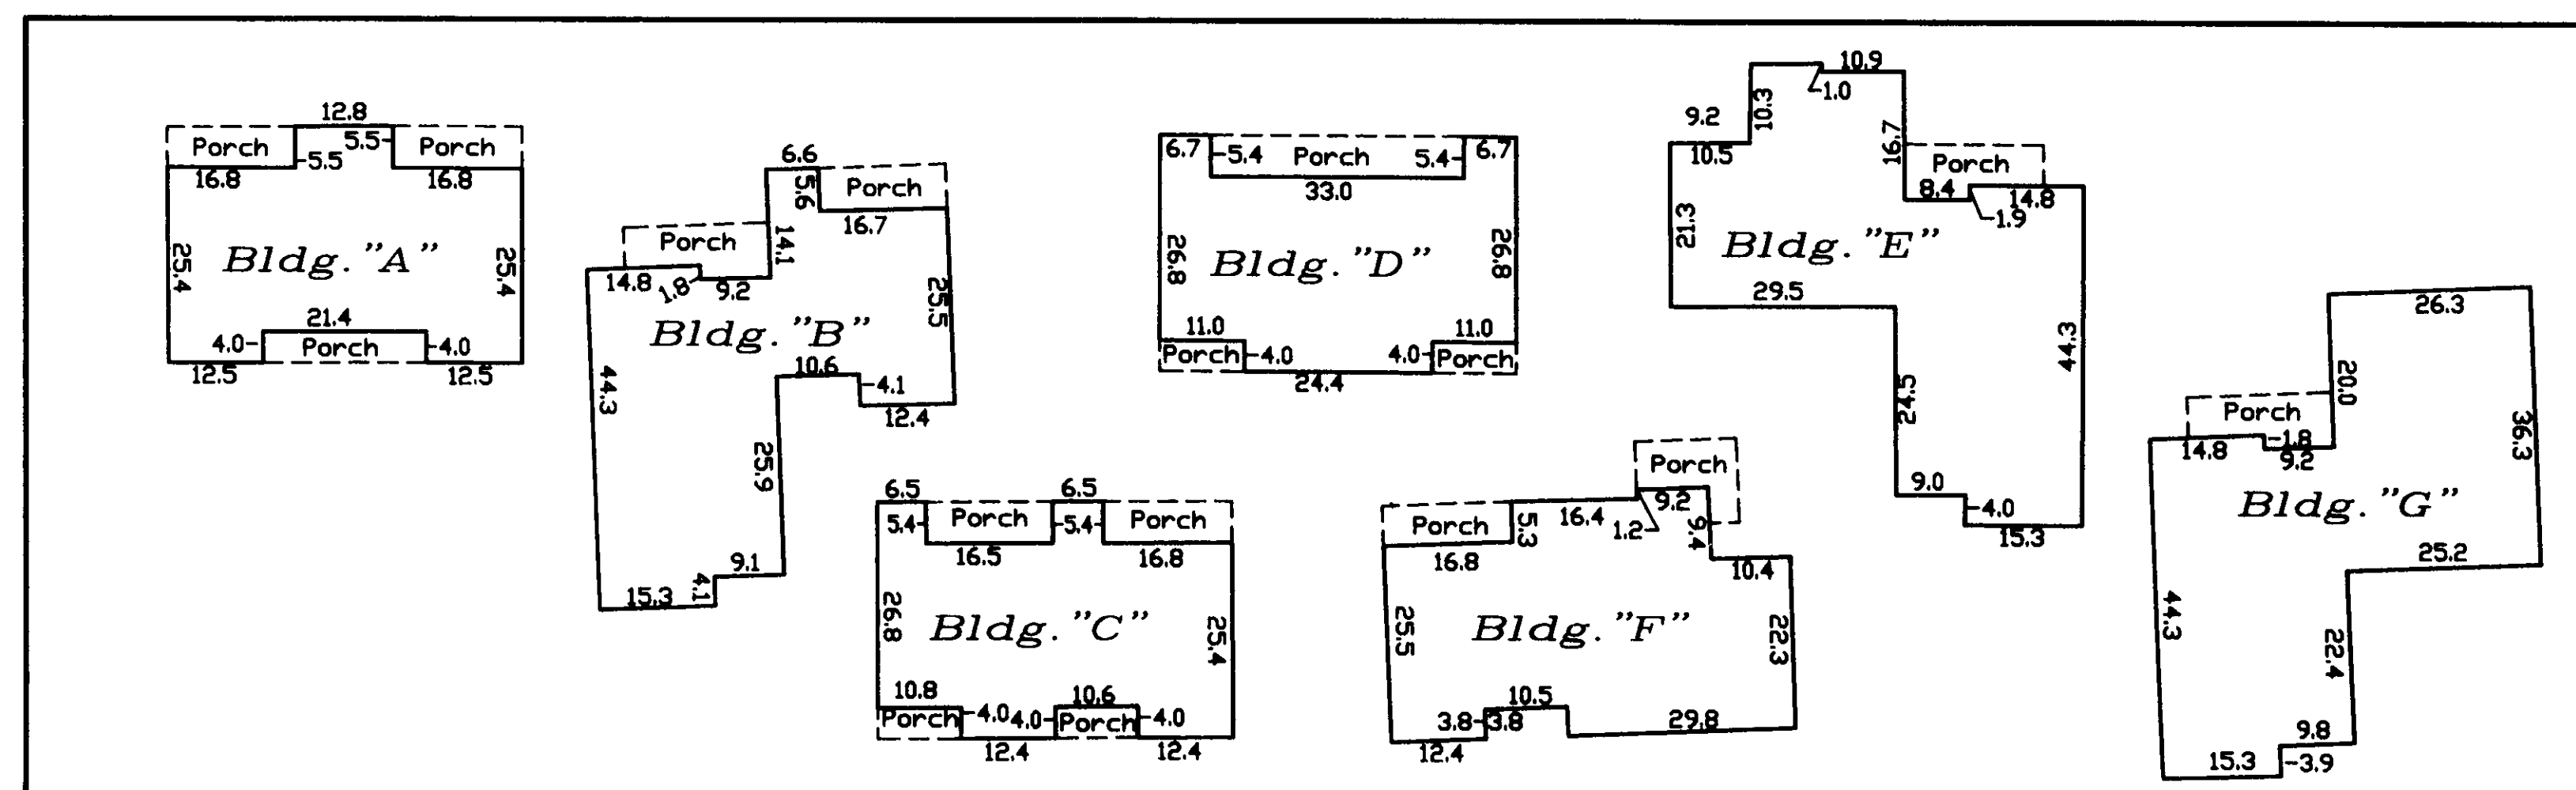 12.8
Porch 5.5 Porch
16.8 5.5 16.8
25.4 Bldg. "A" 25.4
21.4
4.0 Porch 4.0
12.5 12.5
6.6
5.6 Porch
16.7
Porch 14.1
14.8 1.8 9.2
25.5
Bldg. "B"
10.6
4.1
12.4
44.3
25.9
9.1
4.1
15.3
6.5 6.5
5.4 Porch 5.4 Porch
16.5 16.8
26.8 Bldg. "C" 25.4
10.8 10.6
Porch 4.0 4.0 Porch 4.0
12.4 12.4
6.7 5.4 Porch 5.4 6.7
33.0
26.8 Bldg. "D" 26.8
11.0 11.0
Porch 4.0 4.0 Porch
24.4
10.9
1.0
9.2 10.3
10.5
16.7 Porch
8.4 14.8
1.9
21.3 Bldg. "E"
29.5
44.3
24.5
9.0
4.0
15.3
Porch
Porch 5.3 16.4 9.2
1.2 9.4
16.8 10.4
25.5 Bldg. "F" 22.3
10.5
3.8 3.8 29.8
12.4
26.3
20.0
Porch
14.8 1.8
9.2
36.3
Bldg. "G"
25.2
44.3
22.4
9.8
15.3 3.9